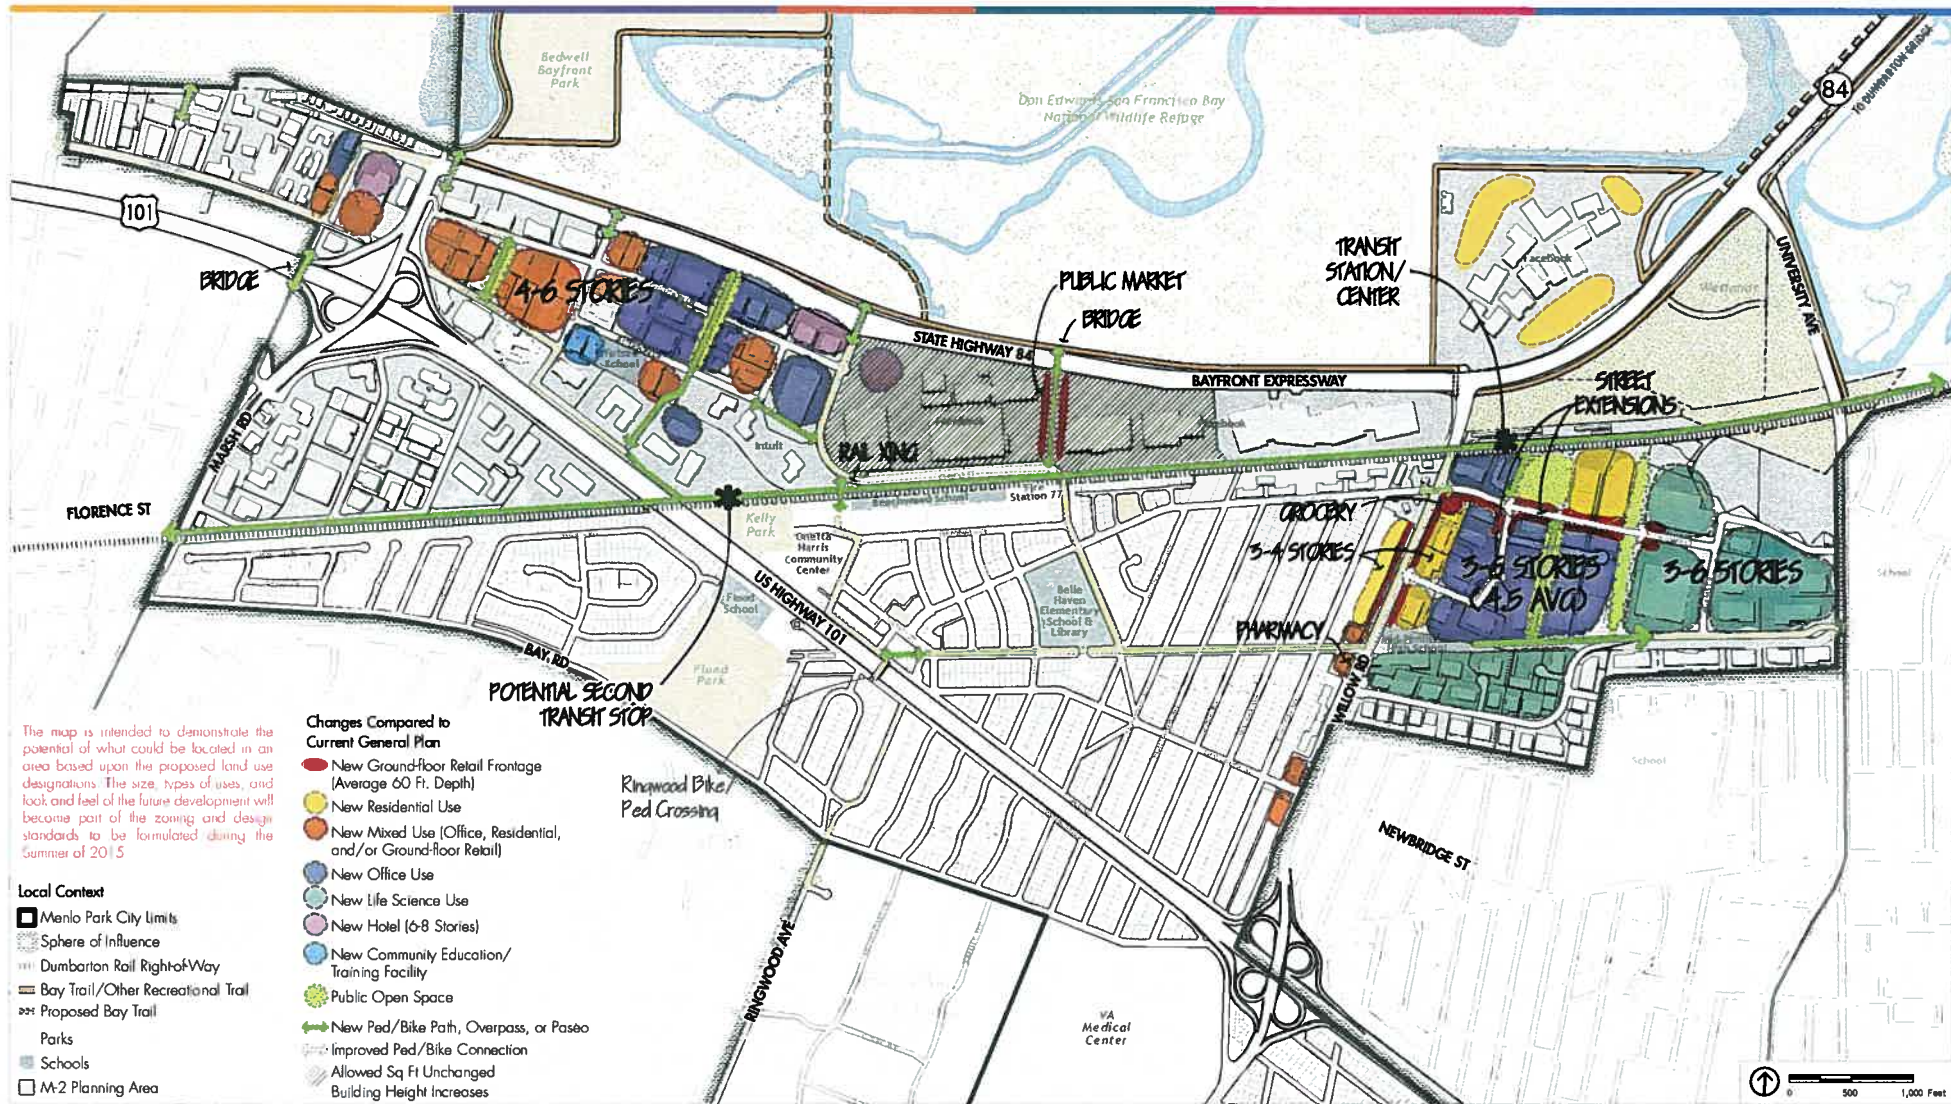 Bedwell
Bayfront
Park
Don Edwards San Francisco Bay
National Wildlife Refuge
84
TO DUMBARTON BRIDGE
101
BRIDGE
4-6 STORIES
PUBLIC MARKET
BRIDGE
TRANSIT
STATION/
CENTER
Facebook
Wetlands
UNIVERSITY AVE
STATE HIGHWAY 84
BAYFRONT EXPRESSWAY
STREET
EXTENSIONS
School
Intuit
RAIL XING
MARSH RD
FLORENCE ST
Fire
Station 77
Kelly
Park
Onetta
Harris
Community
Center
GROCERY
3-4 STORIES
3-6 STORIES
(4.5 AVG)
3-6 STORIES
School
Flood
School
US HIGHWAY 101
Belle
Haven
Elementary
School &
Library
PHARMACY
BAY RD
Flood
Park
WILLOW RD
POTENTIAL SECOND
TRANSIT STOP
Ringwood Bike/
Ped Crossing
School
NEWBRIDGE ST
RINGWOOD AVE
VA
Medical
Center
The map is intended to demonstrate the
potential of what could be located in an
area based upon the proposed land use
designations. The size, types of uses, and
look and feel of the future development will
become part of the zoning and design
standards to be formulated during the
Summer of 2015
Local Context
Menlo Park City Limits
Sphere of Influence
Dumbarton Rail Right-of-Way
Bay Trail/Other Recreational Trail
Proposed Bay Trail
Parks
Schools
M-2 Planning Area
Changes Compared to
Current General Plan
New Ground-floor Retail Frontage
(Average 60 Ft. Depth)
New Residential Use
New Mixed Use (Office, Residential,
and/or Ground-floor Retail)
New Office Use
New Life Science Use
New Hotel (6-8 Stories)
New Community Education/
Training Facility
Public Open Space
New Ped/Bike Path, Overpass, or Paseo
Improved Ped/Bike Connection
Allowed Sq Ft Unchanged
Building Height Increases
0 500 1,000 Feet